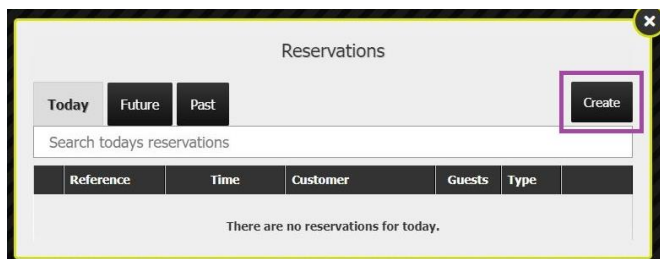 Reservations
Today Future Past Create
Search todays reservations
Reference Time Customer Guests Type
There are no reservations for today.